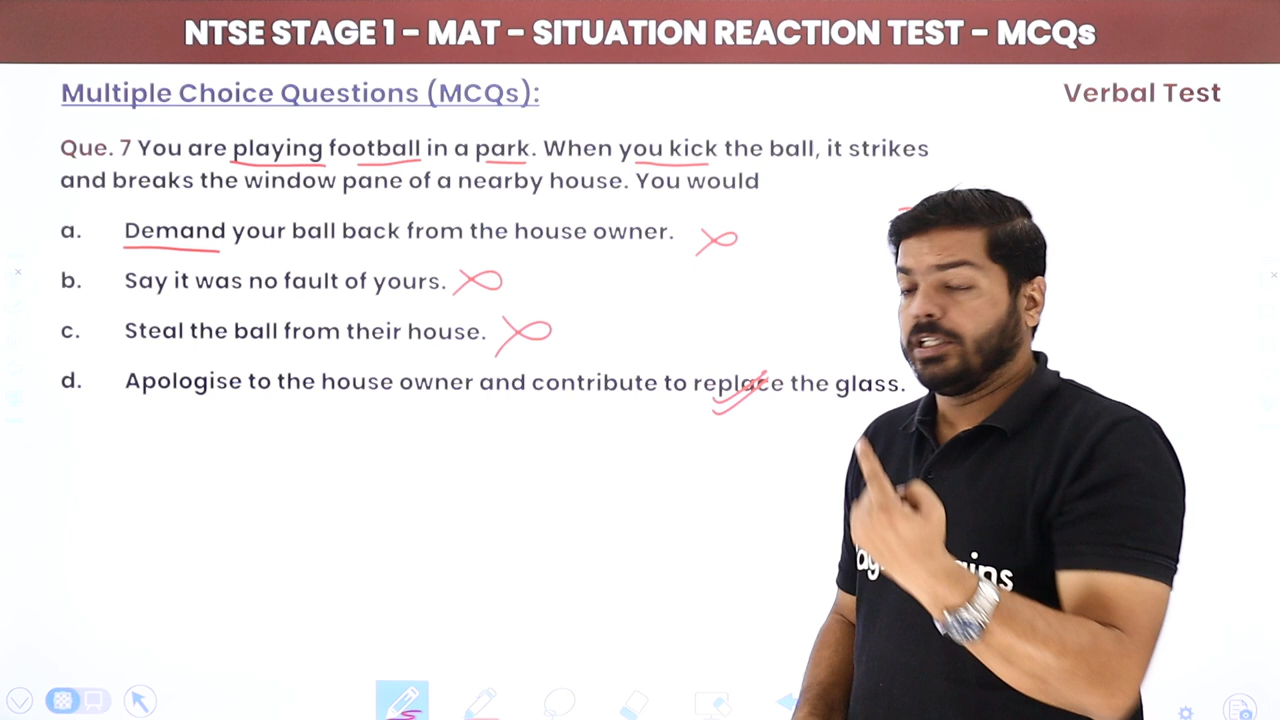 NTSE STAGE 1 – MAT – SITUATION REACTION TEST – MCQs
Multiple Choice Questions (MCQs):
Verbal Test
Que. 7 You are playing football in a park. When you kick the ball, it strikes
and breaks the window pane of a nearby house. You would
a. Demand your ball back from the house owner.
b. Say it was no fault of yours.
c. Steal the ball from their house.
d. Apologise to the house owner and contribute to replace the glass.